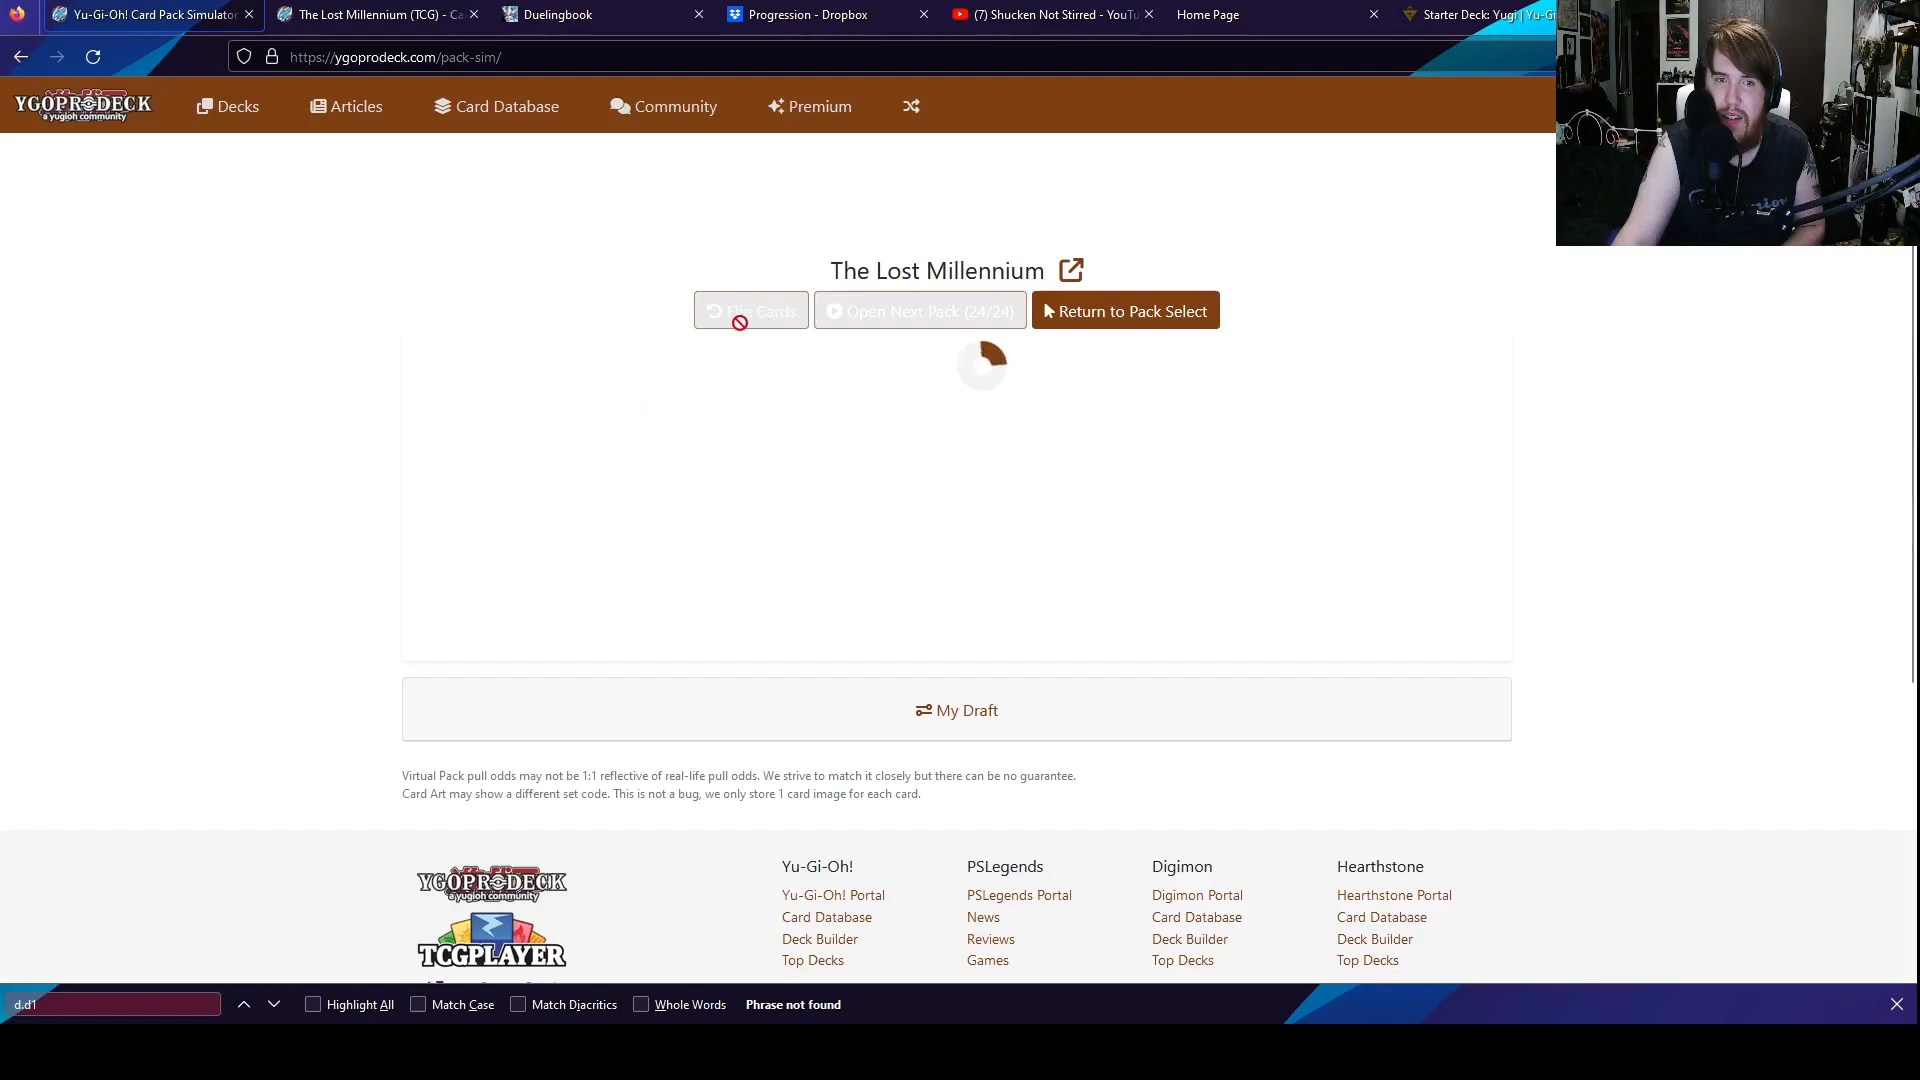 Yu-Gi-Oh! Card Pack Simulator
The Lost Millennium (TCG) - Ca
Duelingbook
Progression - Dropbox
(7) Shucken Not Stirred - YouTu
Home Page
Starter Deck: Yugi | Yu-Gi
https://ygoprodeck.com/pack-sim/
YGOPRODECK
a yugioh community
Decks
Articles
Card Database
Community
Premium
The Lost Millennium
Flip Cards
Open Next Pack (24/24)
Return to Pack Select
My Draft
Virtual Pack pull odds may not be 1:1 reflective of real-life pull odds. We strive to match it closely but there can be no guarantee.
Card Art may show a different set code. This is not a bug, we only store 1 card image for each card.
YGOPRODECK
a yugioh community
TCGPLAYER
Yu-Gi-Oh!
Yu-Gi-Oh! Portal
Card Database
Deck Builder
Top Decks
PSLegends
PSLegends Portal
News
Reviews
Games
Digimon
Digimon Portal
Card Database
Deck Builder
Top Decks
Hearthstone
Hearthstone Portal
Card Database
Deck Builder
Top Decks
d.d1
Highlight All
Match Case
Match Diacritics
Whole Words
Phrase not found